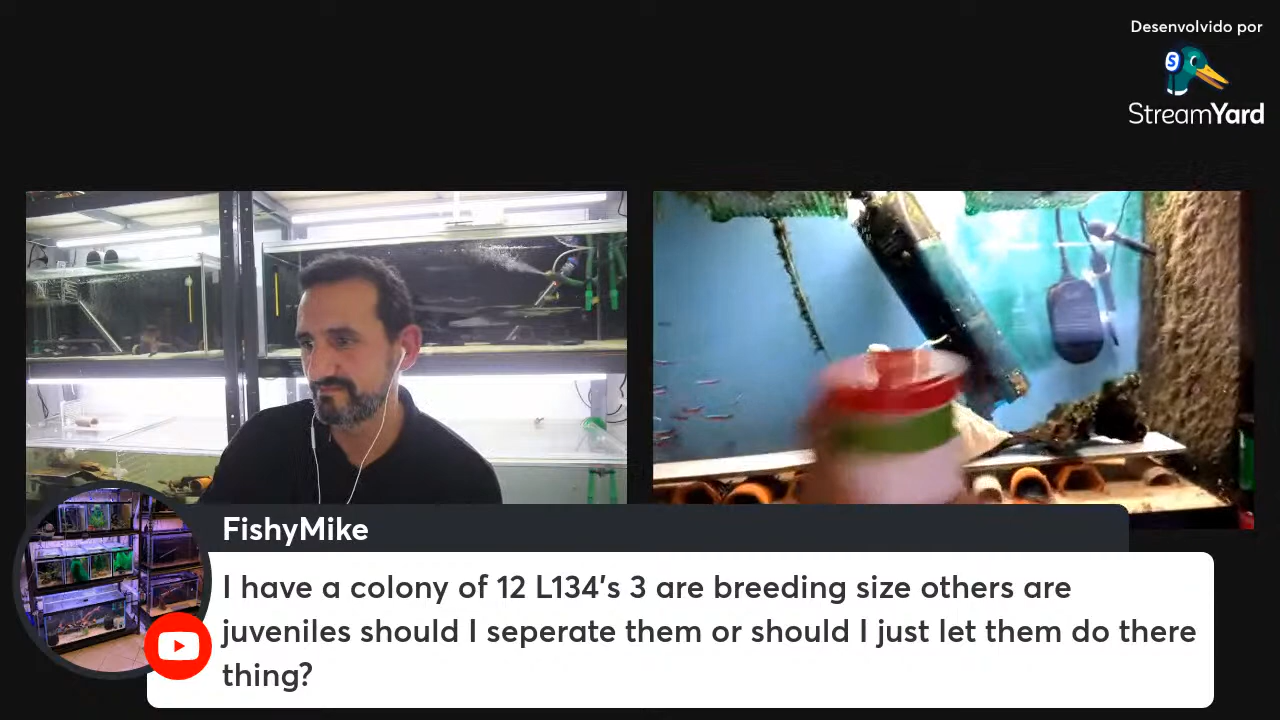 Desenvolvido por
StreamYard
FishyMike
I have a colony of 12 L134's 3 are breeding size others are
juveniles should I seperate them or should I just let them do there
thing?